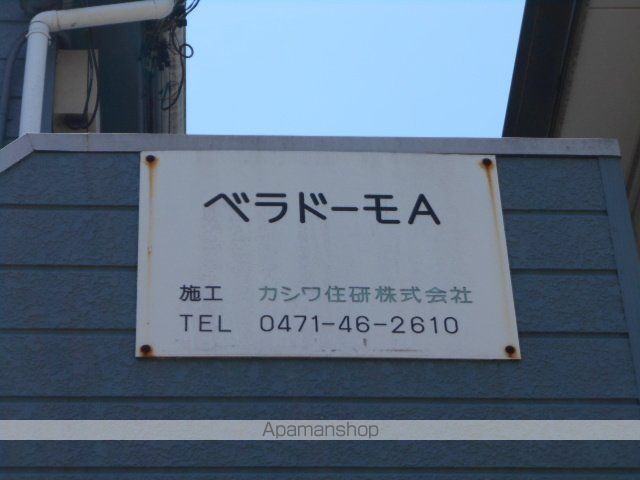 ベラドーモA
施工 カシワ住研株式会社
TEL 0471-46-2610
Apamanshop